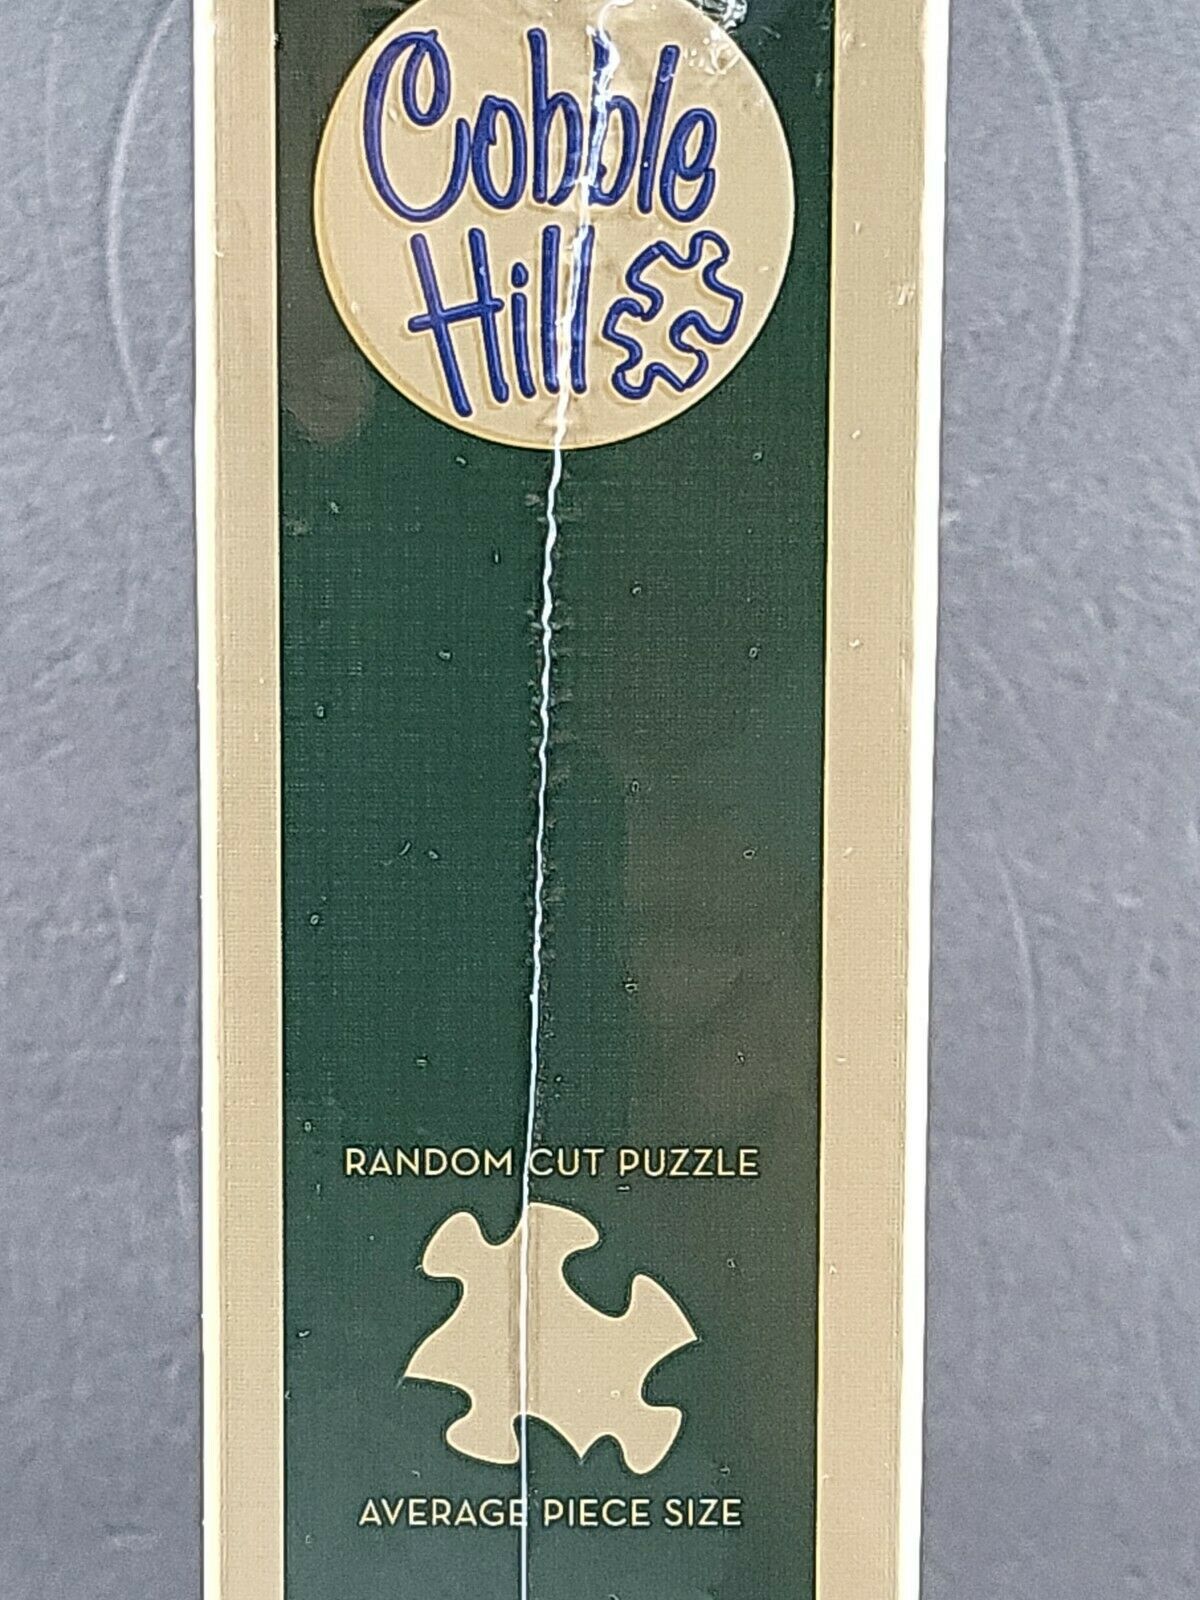 Cobble
Hill
RANDOM CUT PUZZLE
AVERAGE PIECE SIZE